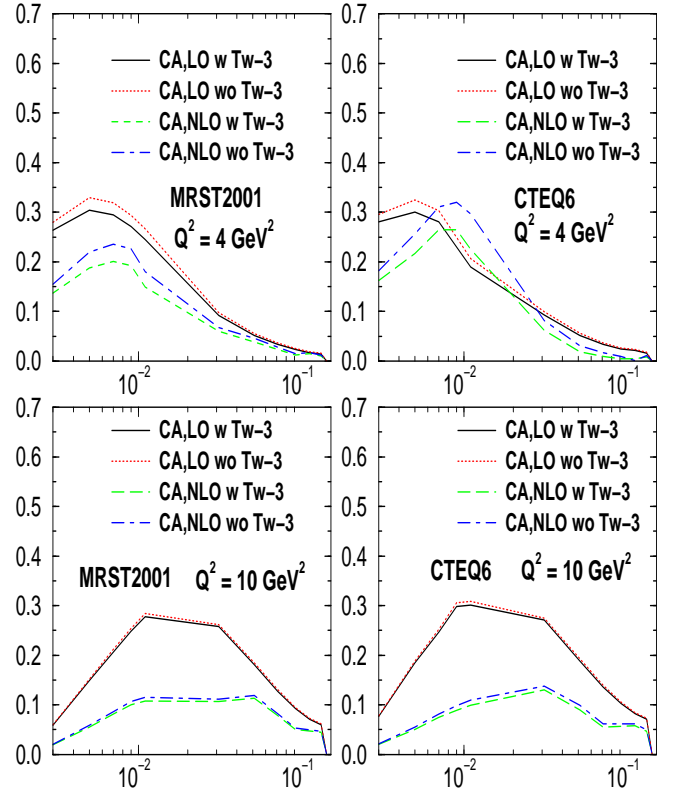 0.7
0.6
0.5
0.4
0.3
0.2
0.1
0.0
CA,LO w Tw−3
CA,LO wo Tw−3
CA,NLO w Tw−3
CA,NLO wo Tw−3
MRST2001
Q² = 4 GeV²
10⁻² 10⁻¹
0.7
0.6
0.5
0.4
0.3
0.2
0.1
0.0
CA,LO w Tw−3
CA,LO wo Tw−3
CA,NLO w Tw−3
CA,NLO wo Tw−3
CTEQ6
Q² = 4 GeV²
10⁻² 10⁻¹
0.7
0.6
0.5
0.4
0.3
0.2
0.1
0.0
CA,LO w Tw−3
CA,LO wo Tw−3
CA,NLO w Tw−3
CA,NLO wo Tw−3
MRST2001 Q² = 10 GeV²
10⁻² 10⁻¹
0.7
0.6
0.5
0.4
0.3
0.2
0.1
0.0
CA,LO w Tw−3
CA,LO wo Tw−3
CA,NLO w Tw−3
CA,NLO wo Tw−3
CTEQ6 Q² = 10 GeV²
10⁻² 10⁻¹